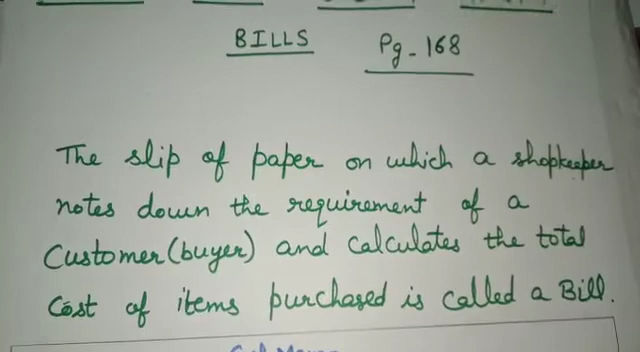 BILLS Pg-168
The slip of paper on which a shopkeeper
notes down the requirement of a
Customer (buyer) and calculates the total
Cost of items purchased is called a Bill.